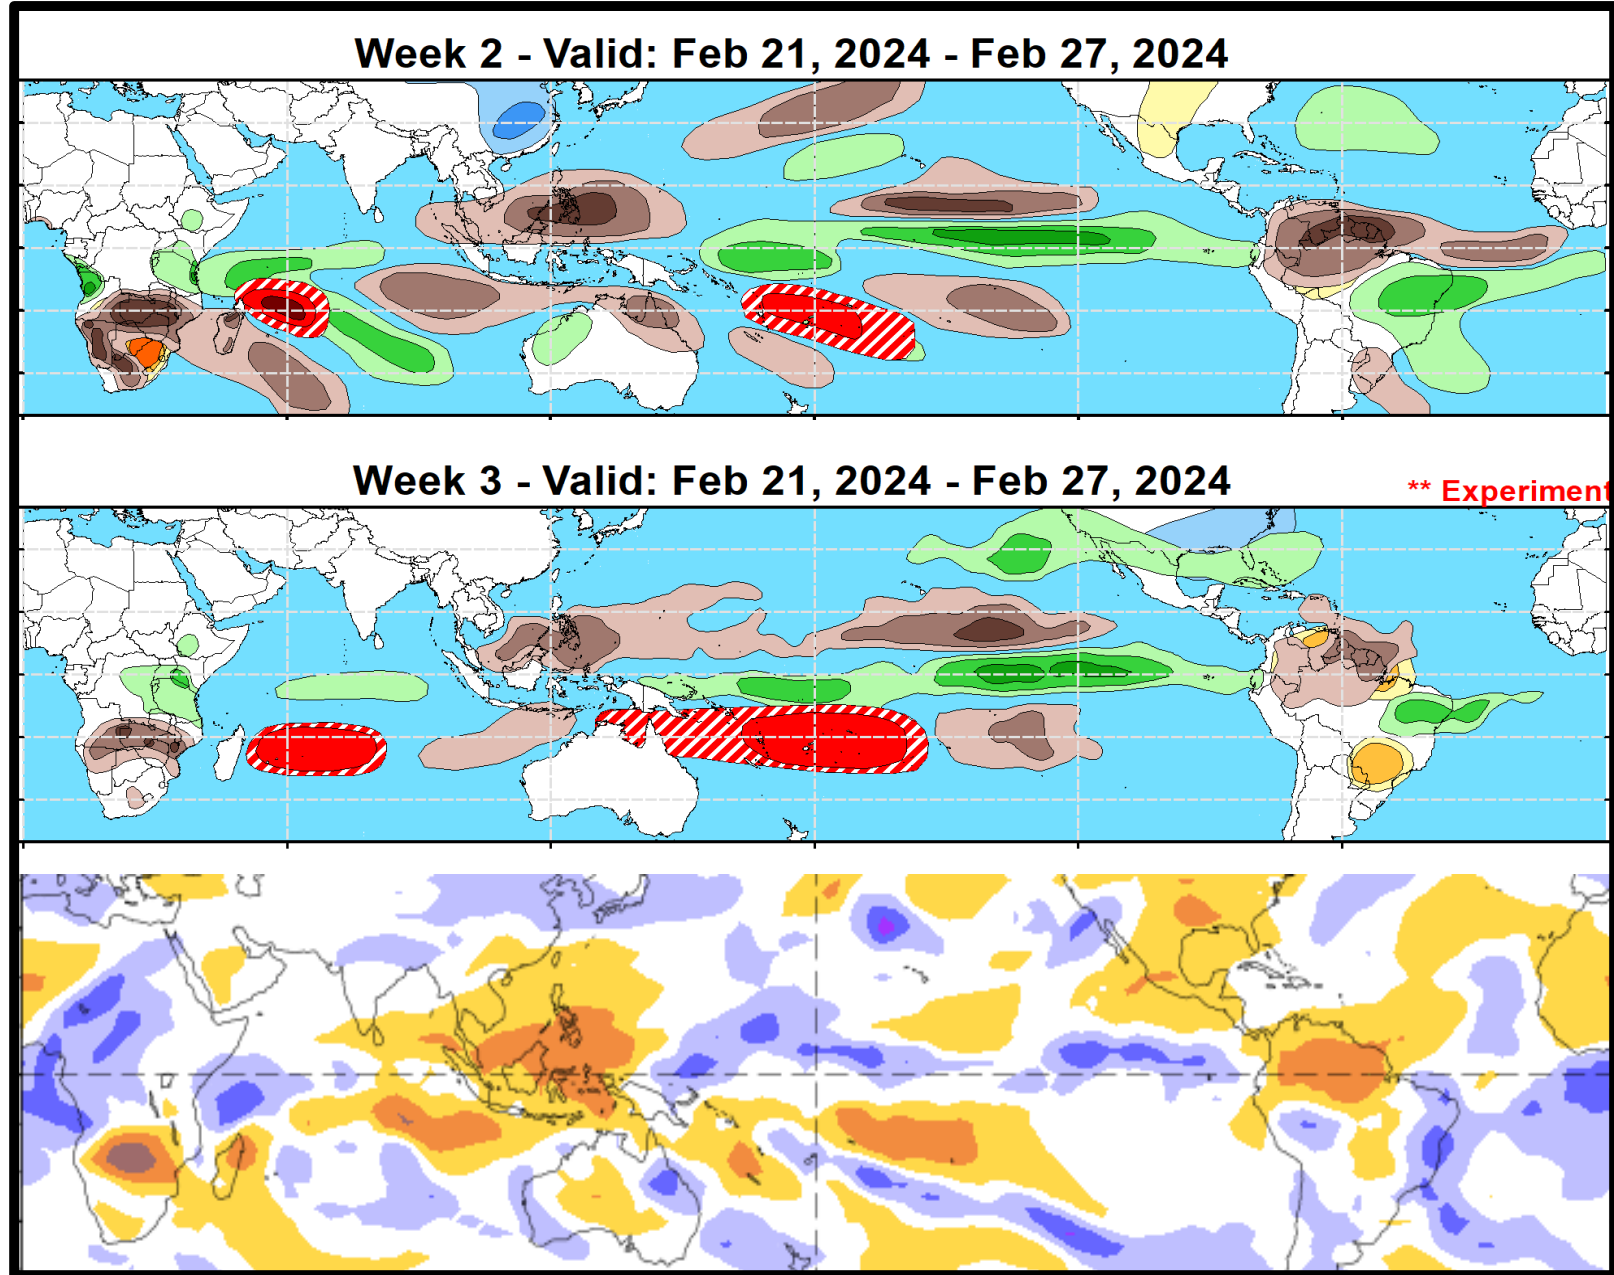 Week 2 - Valid: Feb 21, 2024 - Feb 27, 2024
Week 3 - Valid: Feb 21, 2024 - Feb 27, 2024
** Experiment